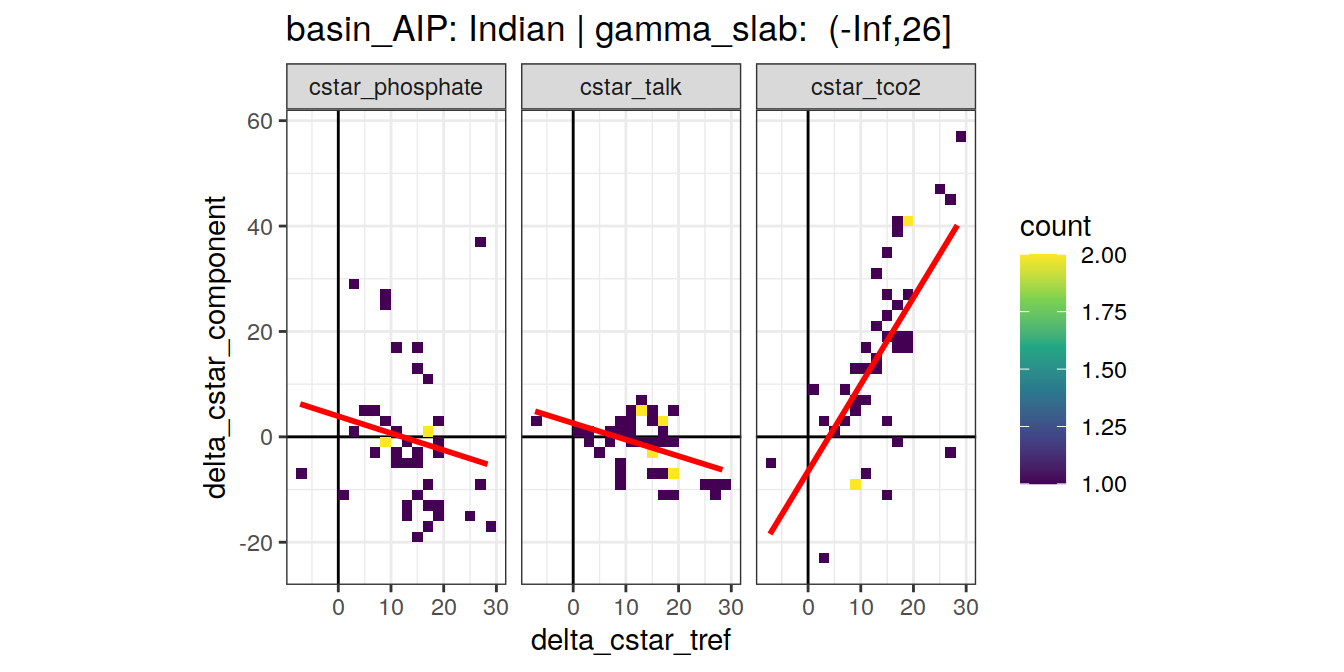 basin_AIP: Indian | gamma_slab:  (-Inf,26]
cstar_phosphate
cstar_talk
cstar_tco2
delta_cstar_component
60
40
20
0
-20
0 10 20 30
0 10 20 30
0 10 20 30
delta_cstar_tref
count
2.00
1.75
1.50
1.25
1.00